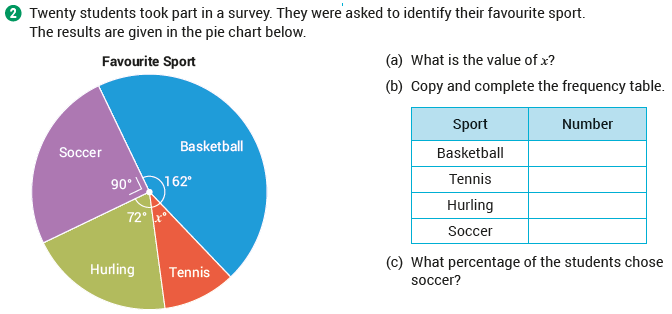 2 Twenty students took part in a survey. They were asked to identify their favourite sport.
The results are given in the pie chart below.
Favourite Sport
Soccer
Basketball
90°
162°
72°
x°
Hurling
Tennis
(a) What is the value of x?
(b) Copy and complete the frequency table.
Sport Number
Basketball
Tennis
Hurling
Soccer
(c) What percentage of the students chose
soccer?